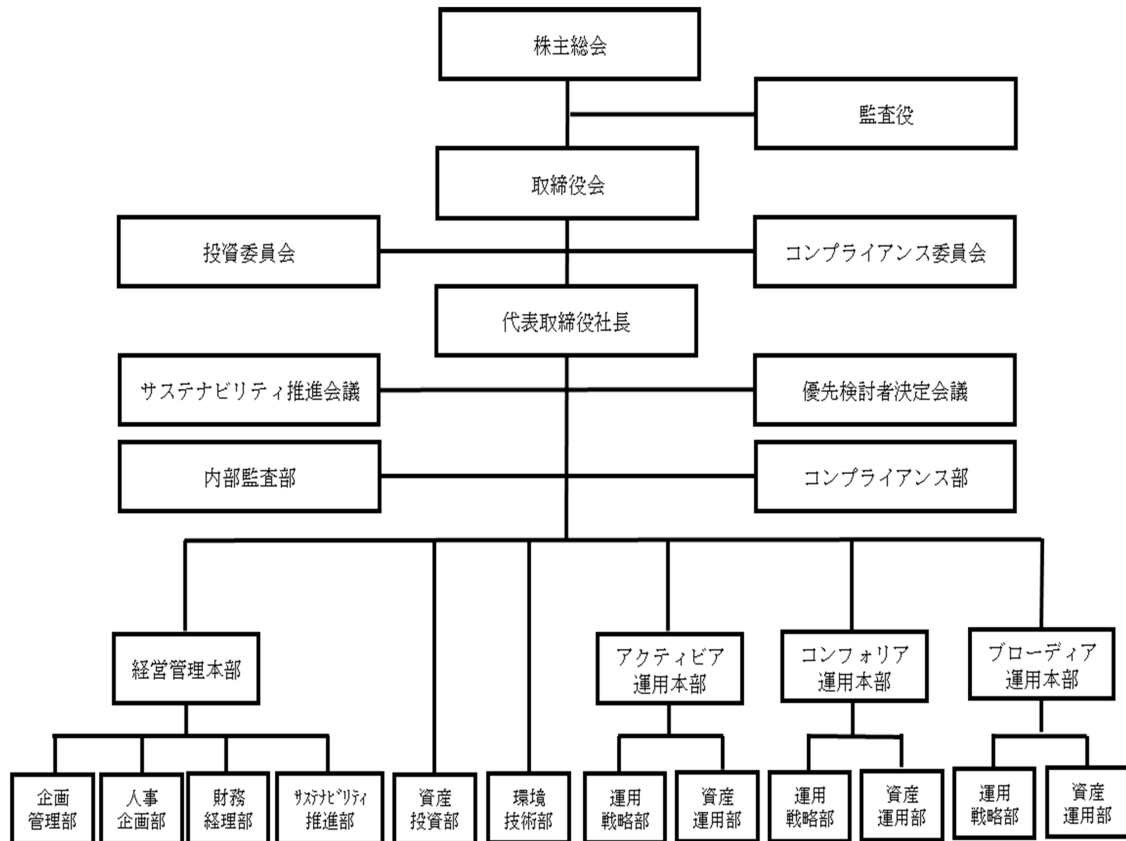 株主総会
監査役
取締役会
投資委員会
コンプライアンス委員会
代表取締役社長
サステナビリティ推進会議
優先検討者決定会議
内部監査部
コンプライアンス部
経営管理本部
アクティビア
運用本部
コンフォリア
運用本部
ブローディア
運用本部
企画
管理部
人事
企画部
財務
経理部
ｻｽﾃﾅﾋﾞﾘﾃｨ
推進部
資産
投資部
環境
技術部
運用
戦略部
資産
運用部
運用
戦略部
資産
運用部
運用
戦略部
資産
運用部